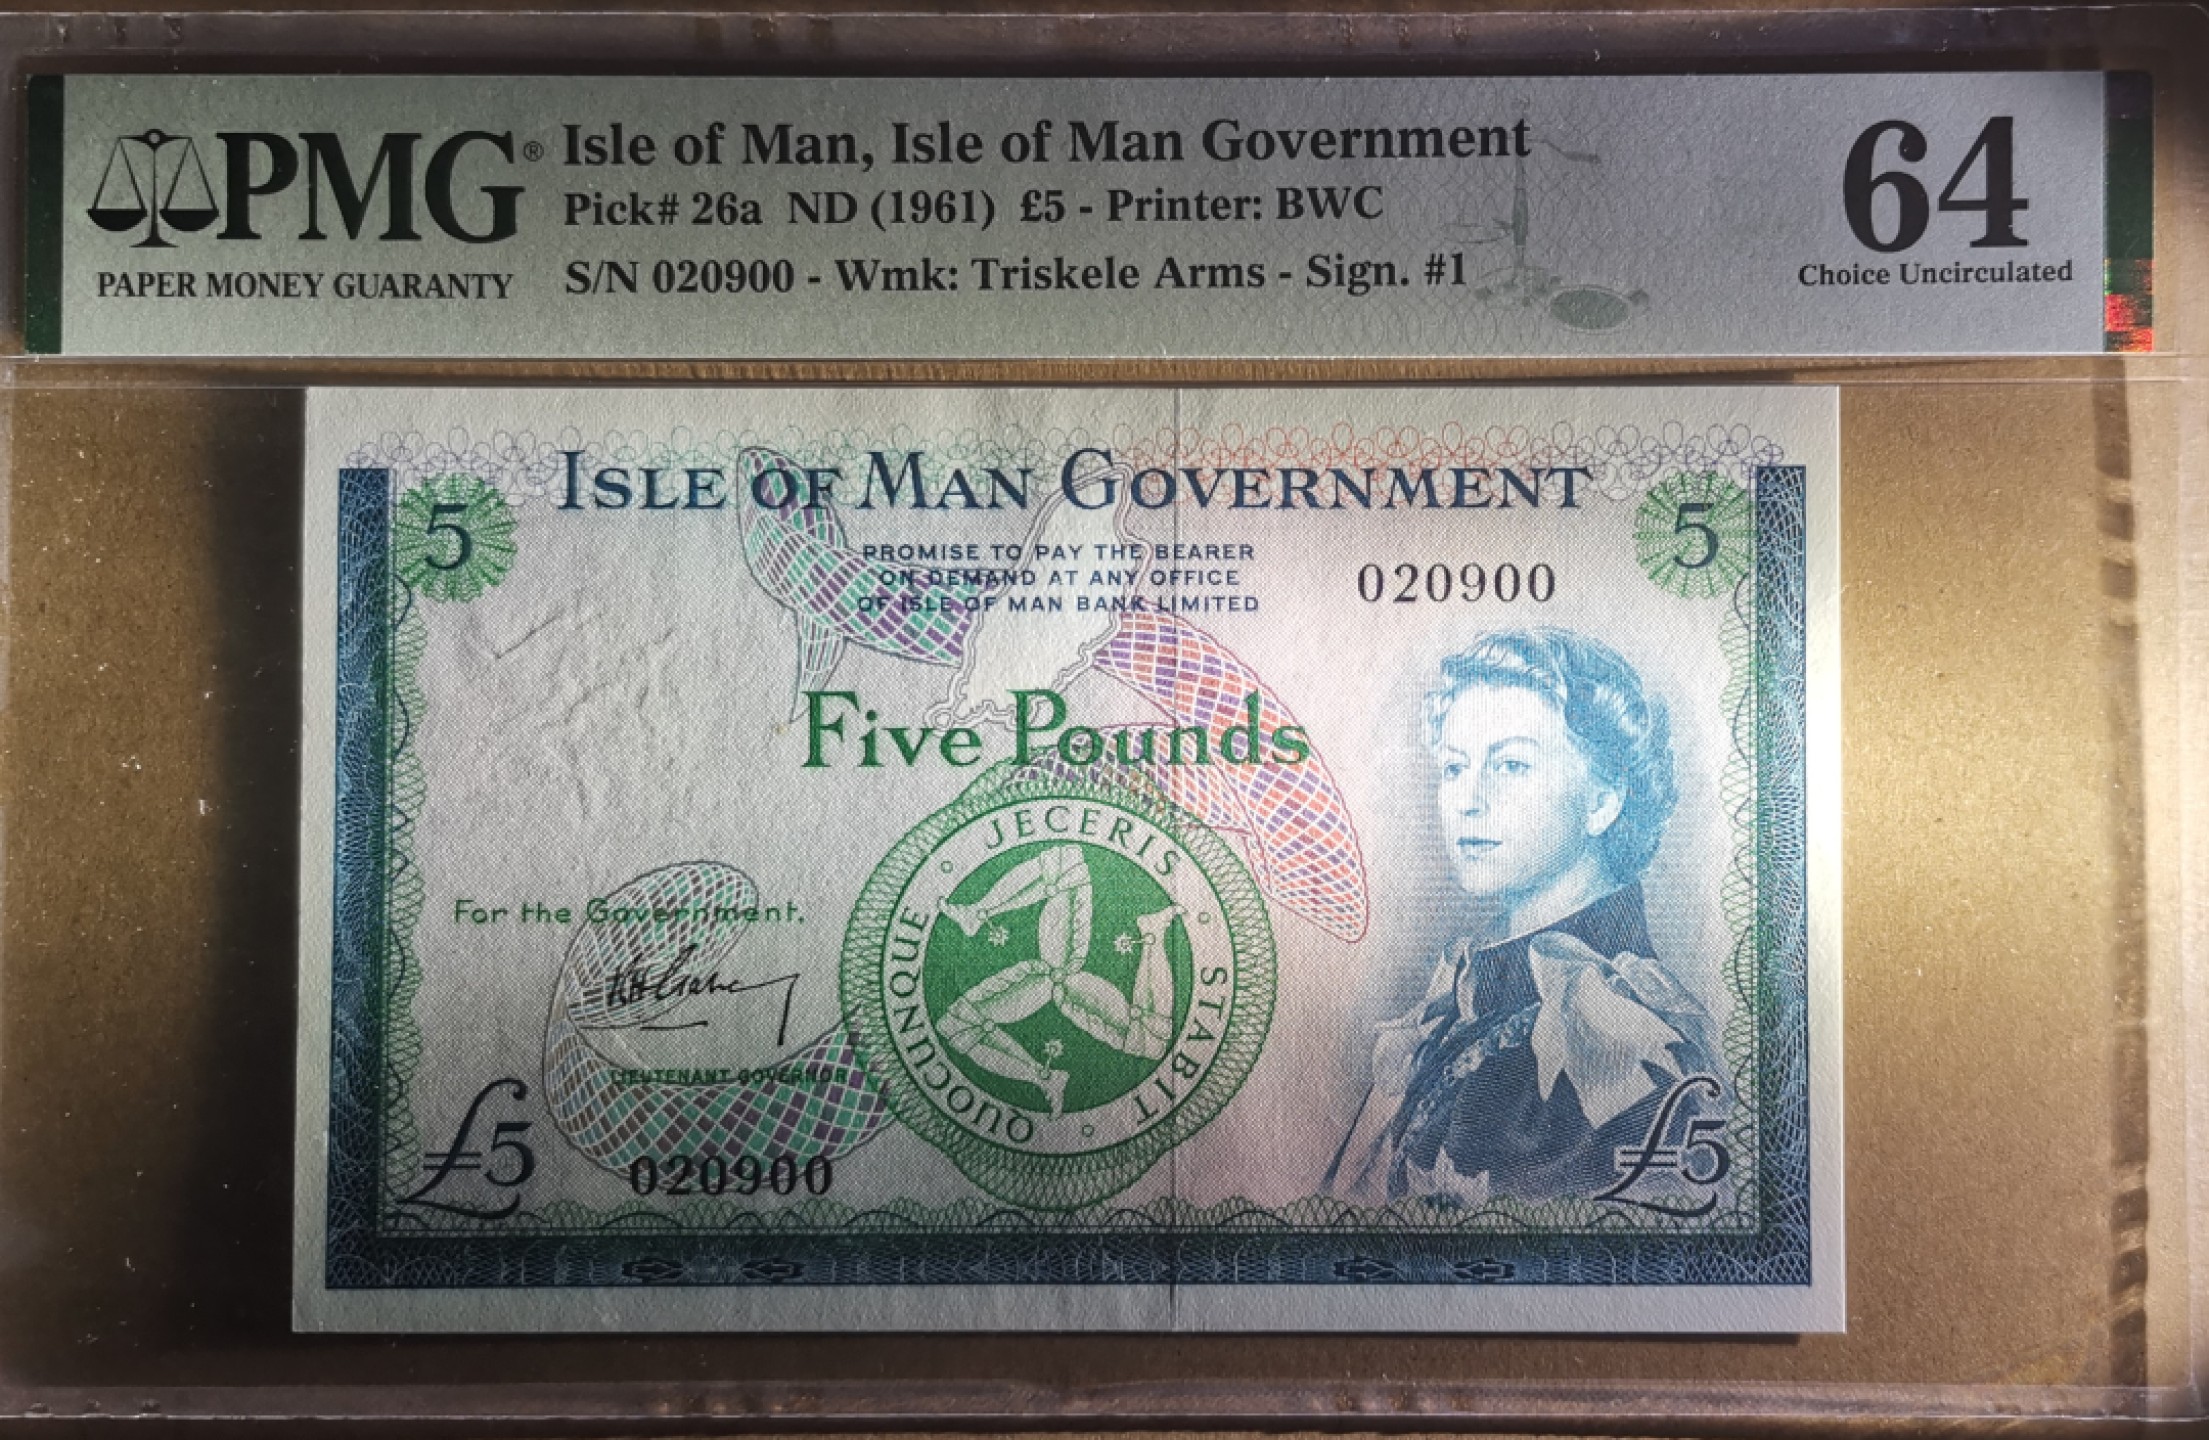 PMG®
PAPER MONEY GUARANTY
Isle of Man, Isle of Man Government
Pick# 26a ND (1961) £5 - Printer: BWC
S/N 020900 - Wmk: Triskele Arms - Sign. #1
64
Choice Uncirculated
ISLE OF MAN GOVERNMENT
5
5
PROMISE TO PAY THE BEARER
ON DEMAND AT ANY OFFICE
OF ISLE OF MAN BANK LIMITED
020900
Five Pounds
QUOCUNQUE JECERIS STABIT
For the Government.
LIEUTENANT GOVERNOR
£5
020900
£5